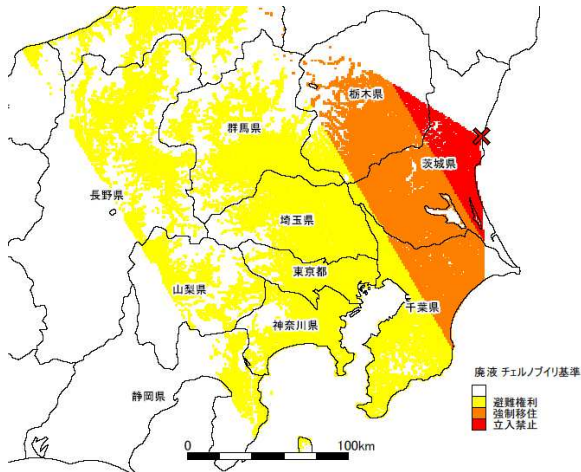 栃木県
群馬県
茨城県
長野県
埼玉県
東京都
山梨県
千葉県
神奈川県
静岡県
廃液 チェルノブイリ基準
避難権利
強制移住
立入禁止
0 100km